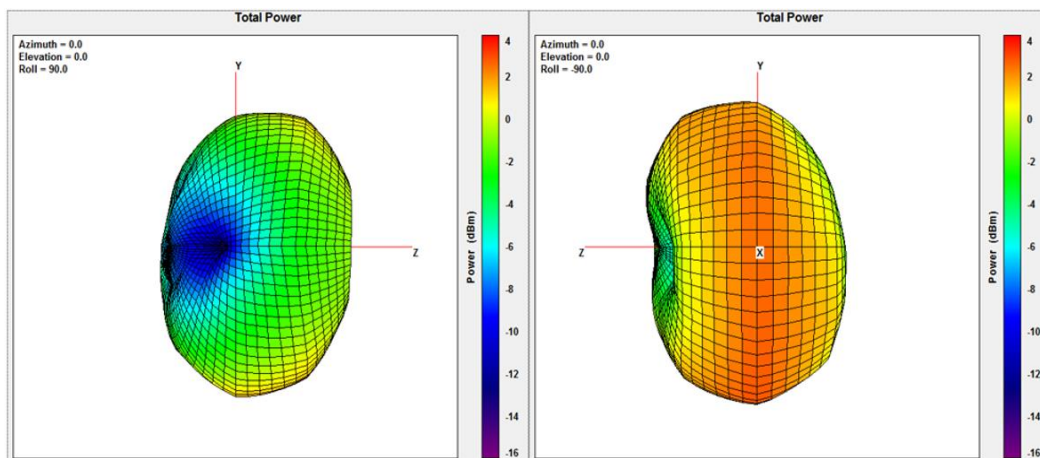 Total Power
Azimuth = 0.0
Elevation = 0.0
Roll = 90.0
Y
Z
4
2
0
-2
-4
-6
-8
-10
-12
-14
-16
Power (dBm)
Total Power
Azimuth = 0.0
Elevation = 0.0
Roll = -90.0
Y
Z
X
4
2
0
-2
-4
-6
-8
-10
-12
-14
-16
Power (dBm)